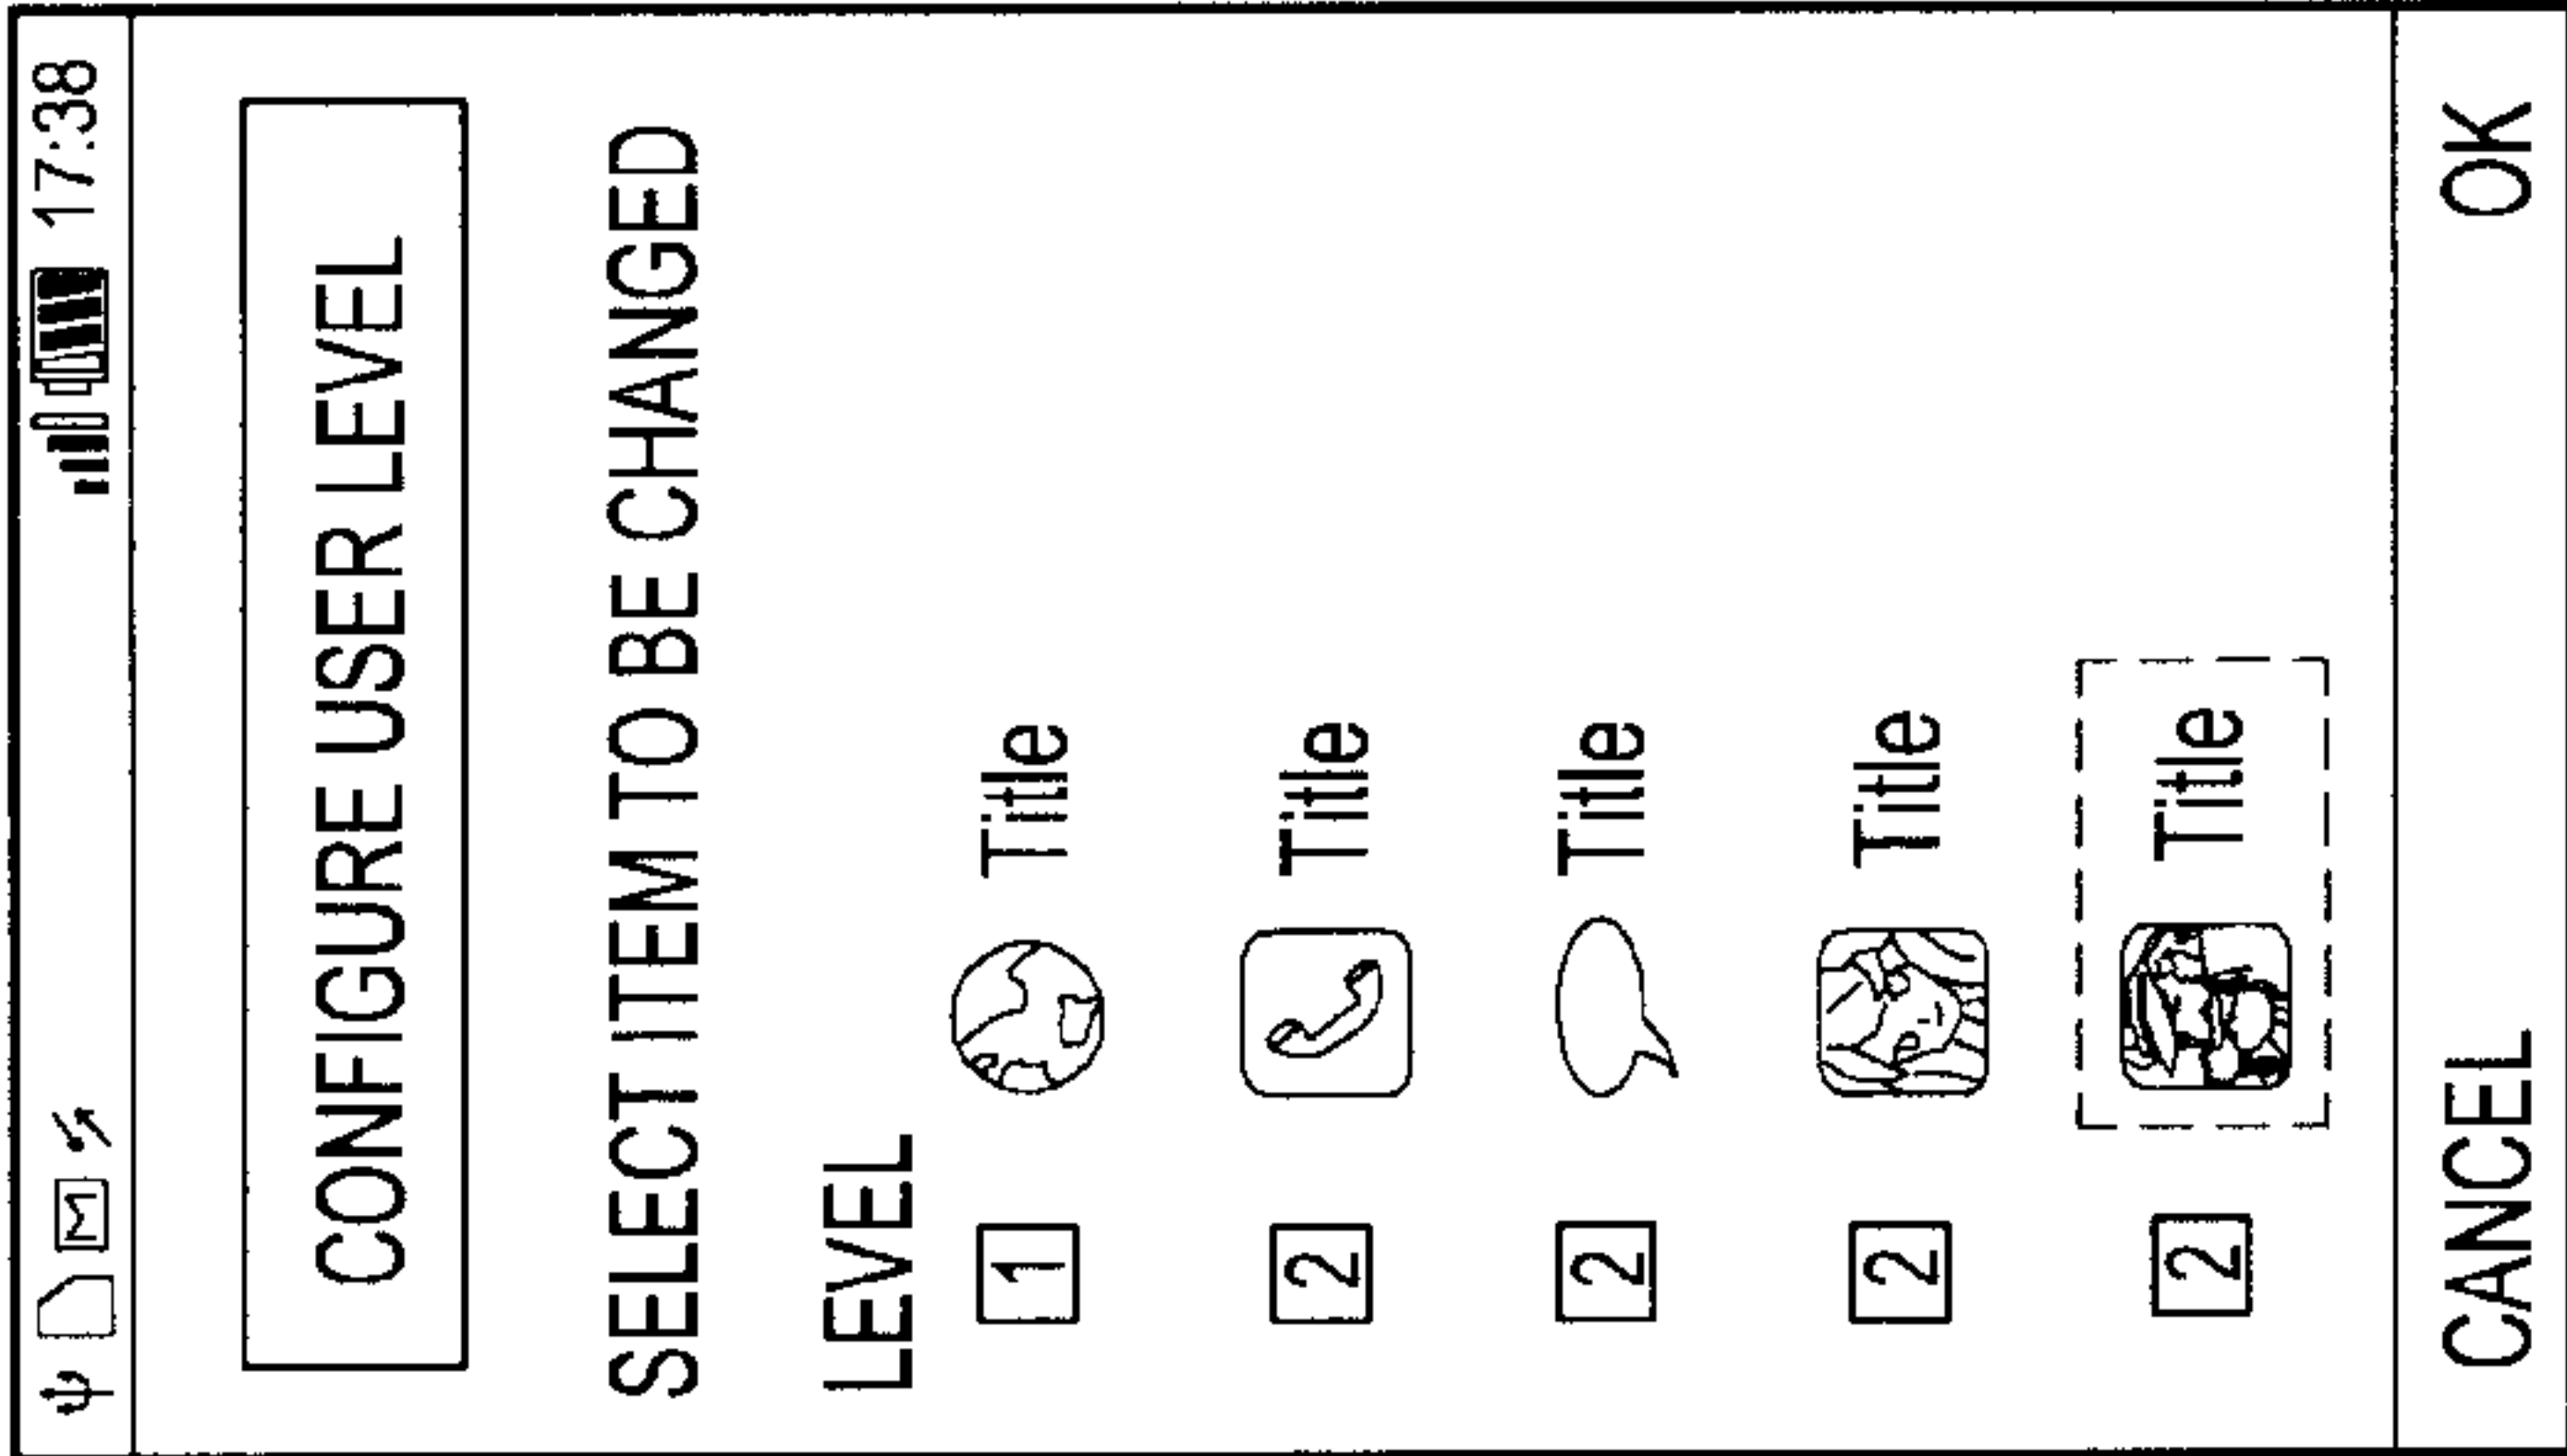 17:38
CONFIGURE USER LEVEL
SELECT ITEM TO BE CHANGED
LEVEL
1 Title
2 Title
2 Title
2 Title
2 Title
CANCEL OK